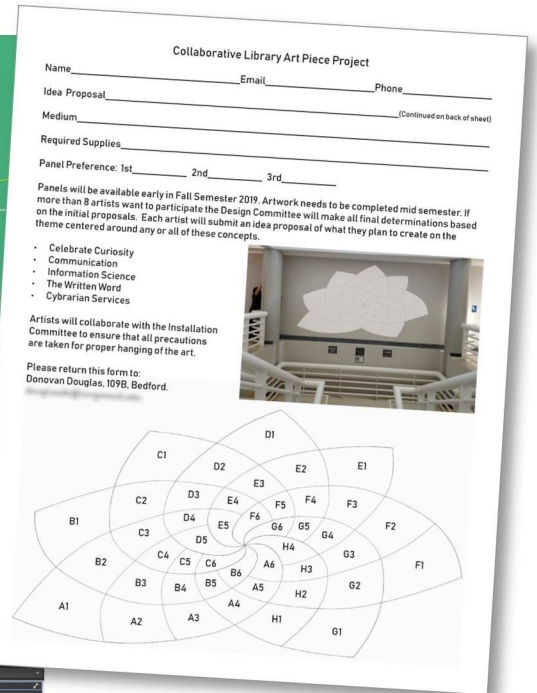 Collaborative Library Art Piece Project
Name Email Phone
Idea Proposal (Continued on back of sheet)
Medium
Required Supplies
Panel Preference: 1st 2nd 3rd
Panels will be available early in Fall Semester 2019. Artwork needs to be completed mid semester. If
more than 8 artists want to participate the Design Committee will make all final determinations based
on the initial proposals. Each artist will submit an idea proposal of what they plan to create on the
theme centered around any or all of these concepts.
• Celebrate Curiosity
• Communication
• Information Science
• The Written Word
• Cybrarian Services
Artists will collaborate with the Installation
Committee to ensure that all precautions
are taken for proper hanging of the art.
Please return this form to:
Donovan Douglas, 109B, Bedford.
D1
C1 D2 E2 E1
E3
C2 D3 E4 F5 F4 F3
B1 D4 E5 F6 G6 G5 F2
C3 D5 G4
B2 C4 C5 C6 H4 G3 F1
B6 A6 H3
B3 B4 B5 A5 H2 G2
A1 A4
A2 A3 H1 G1